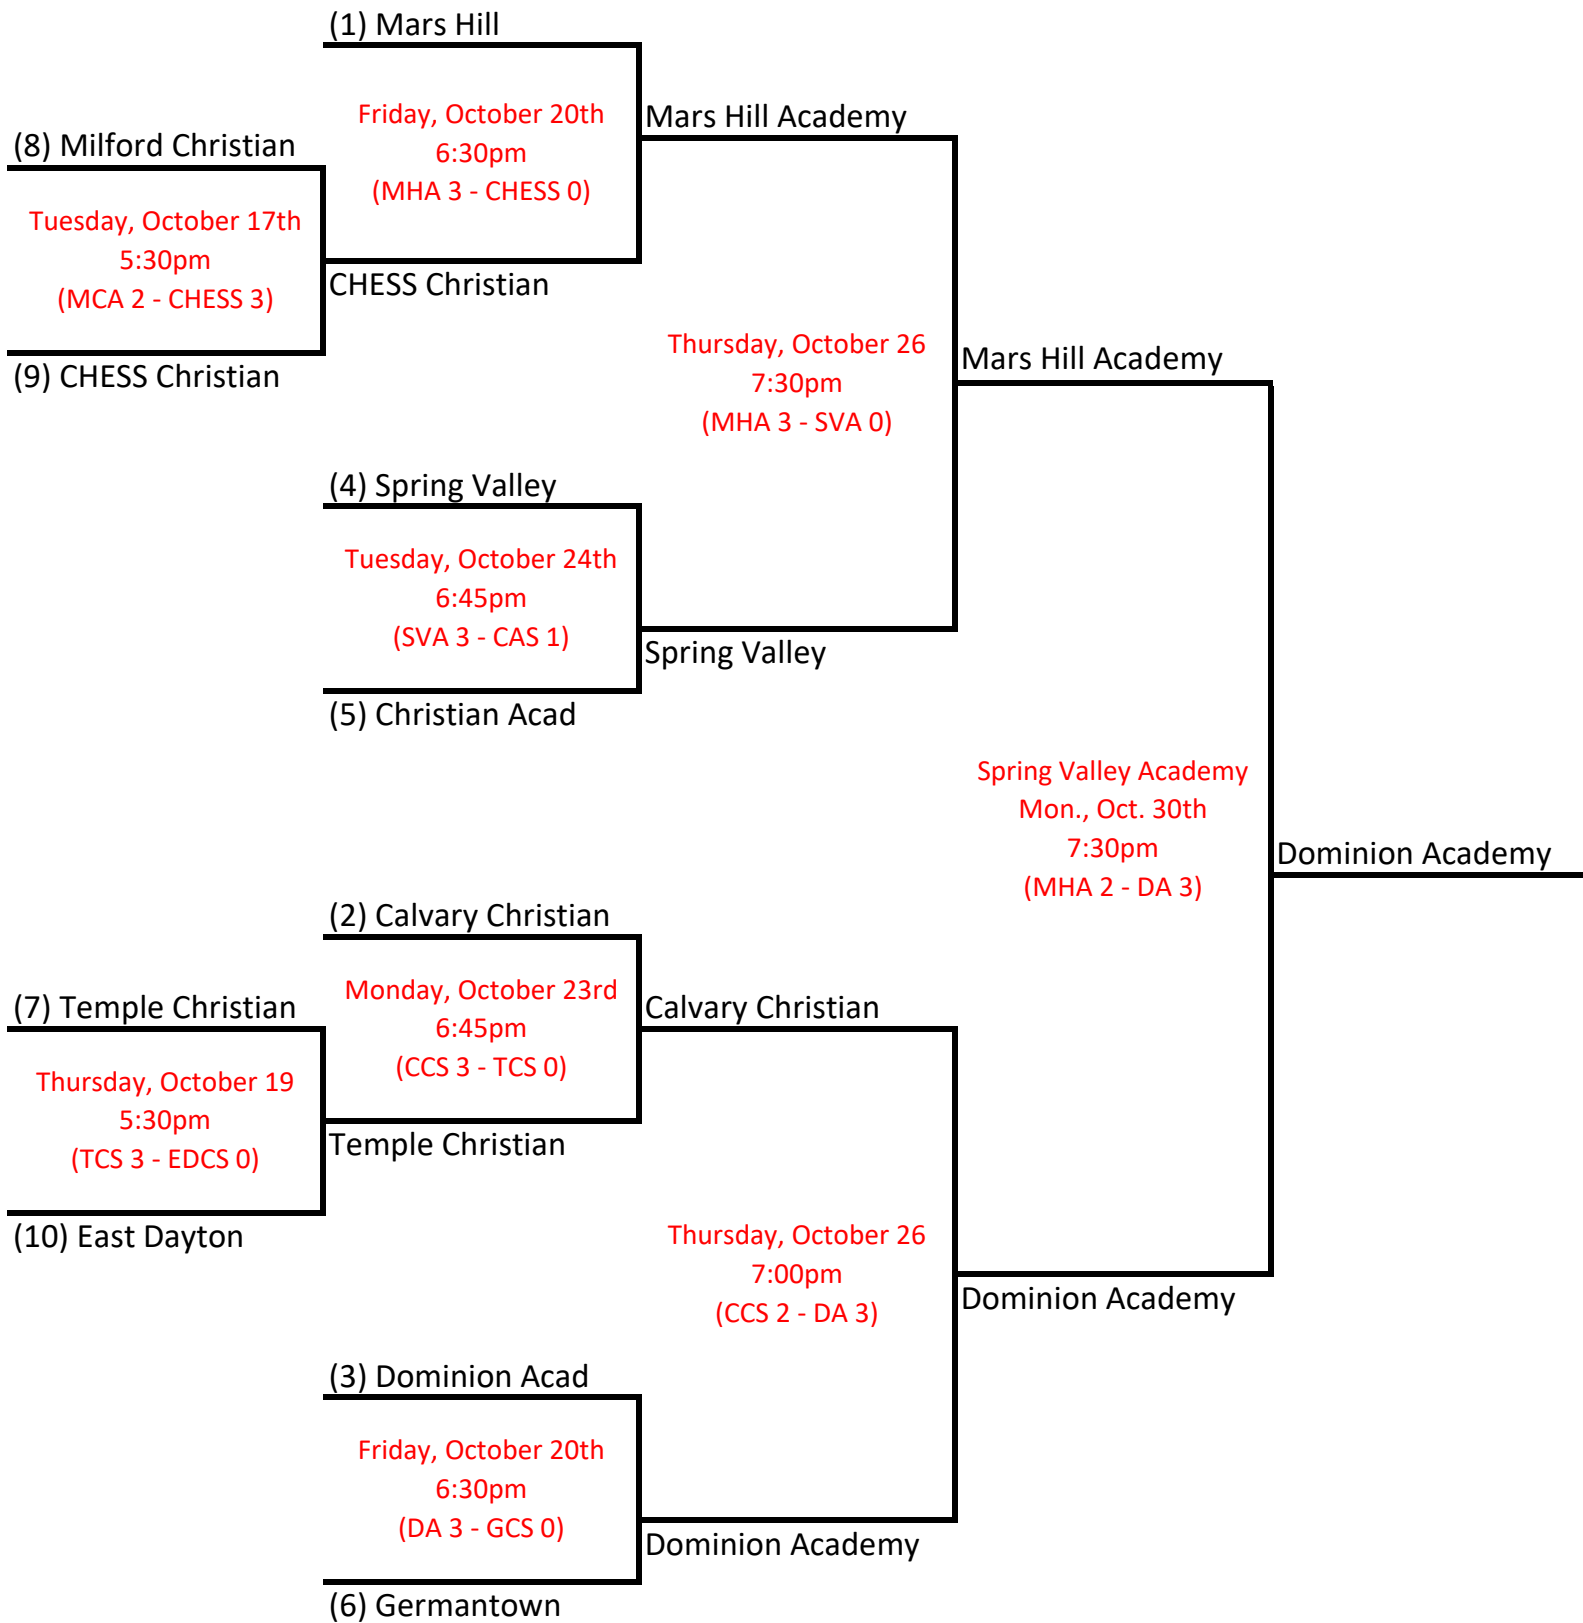 (1) Mars Hill
Friday, October 20th
6:30pm
(MHA 3 - CHESS 0)
Mars Hill Academy
(8) Milford Christian
Tuesday, October 17th
5:30pm
(MCA 2 - CHESS 3)
CHESS Christian
(9) CHESS Christian
Thursday, October 26
7:30pm
(MHA 3 - SVA 0)
Mars Hill Academy
(4) Spring Valley
Tuesday, October 24th
6:45pm
(SVA 3 - CAS 1)
Spring Valley
(5) Christian Acad
Spring Valley Academy
Mon., Oct. 30th
7:30pm
(MHA 2 - DA 3)
Dominion Academy
(2) Calvary Christian
Monday, October 23rd
6:45pm
(CCS 3 - TCS 0)
Calvary Christian
(7) Temple Christian
Thursday, October 19
5:30pm
(TCS 3 - EDCS 0)
Temple Christian
(10) East Dayton
Thursday, October 26
7:00pm
(CCS 2 - DA 3)
Dominion Academy
(3) Dominion Acad
Friday, October 20th
6:30pm
(DA 3 - GCS 0)
Dominion Academy
(6) Germantown